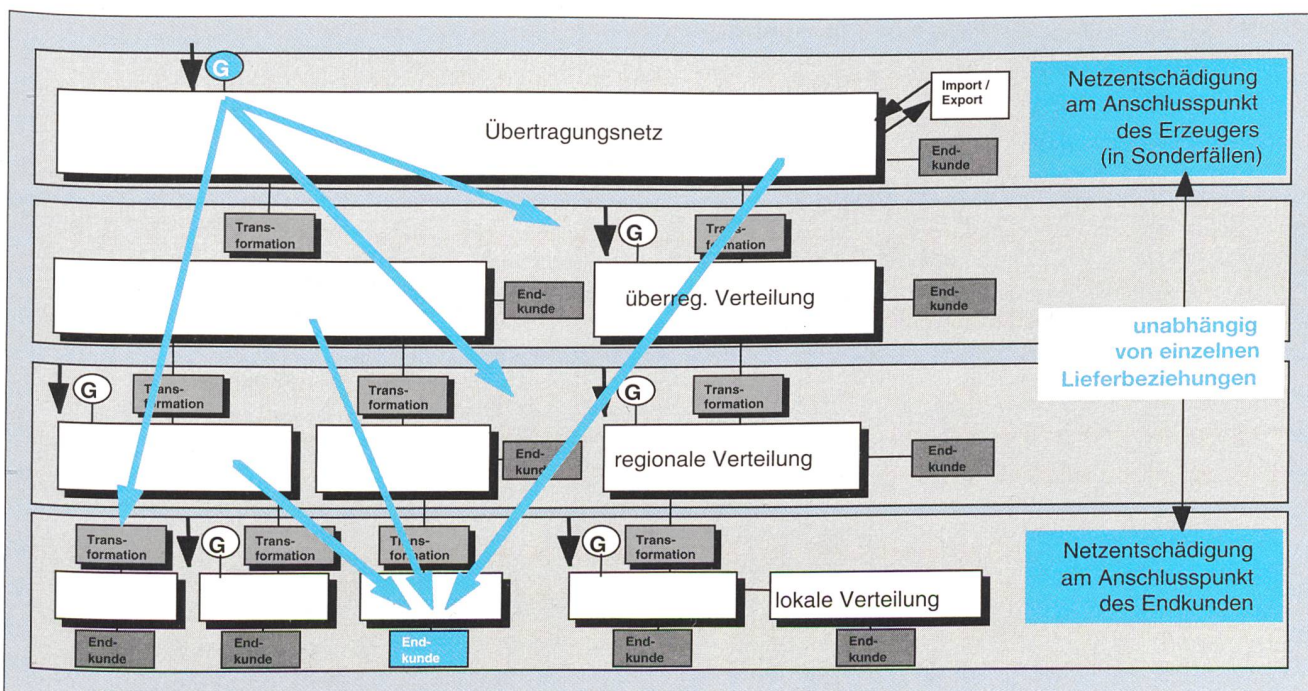 G
Import /
Export
Übertragungsnetz
End-
kunde
Netzentschädigung
am Anschlusspunkt
des Erzeugers
(in Sonderfällen)
Trans-
formation
G
Trans-
formation
End-
kunde
überreg. Verteilung
End-
kunde
unabhängig
von einzelnen
Lieferbeziehungen
G
Trans-
formation
Trans-
formation
G
Trans-
formation
End-
kunde
regionale Verteilung
End-
kunde
Trans-
formation
G
Trans-
formation
Trans-
formation
G
Trans-
formation
Netzentschädigung
am Anschlusspunkt
des Endkunden
lokale Verteilung
End-
kunde
End-
kunde
End-
kunde
End-
kunde
End-
kunde